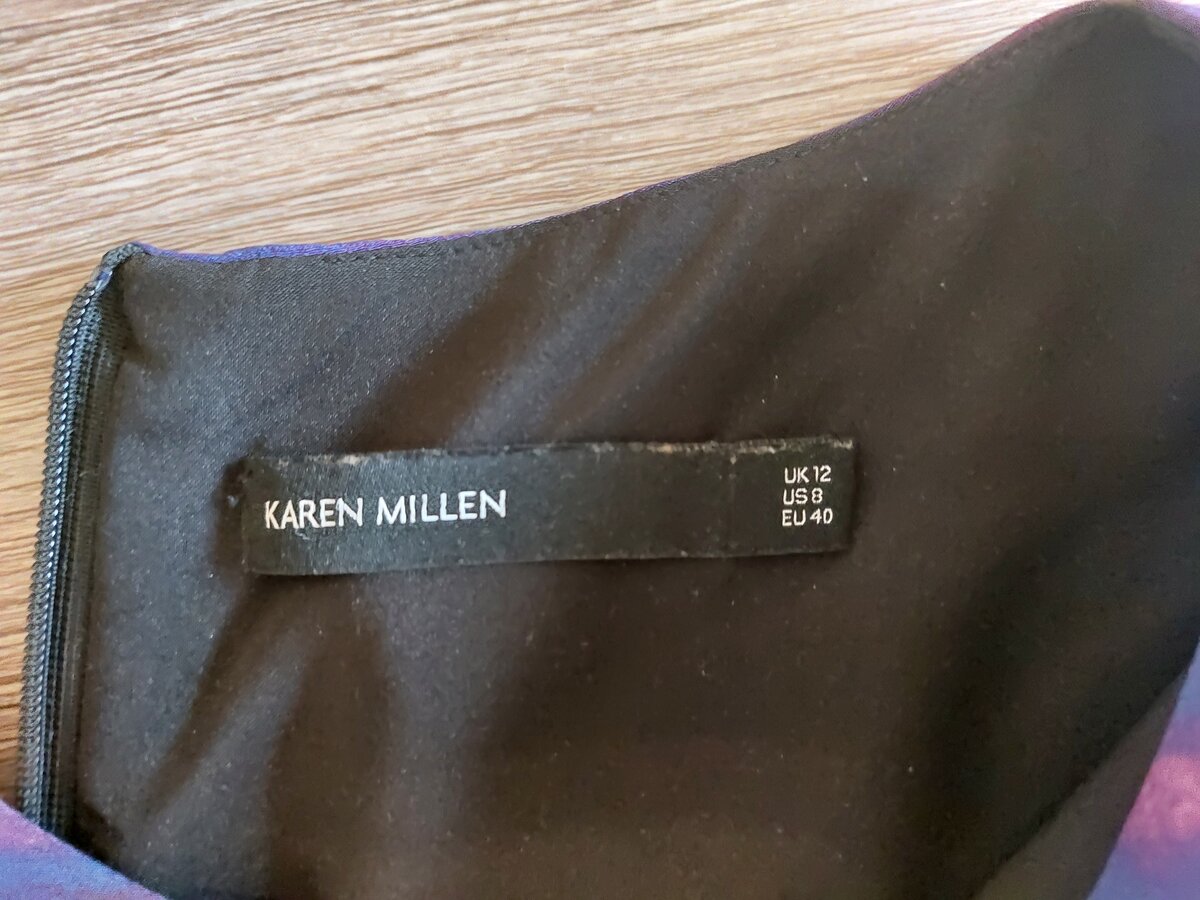 KAREN MILLEN
UK 12
US 8
EU 40